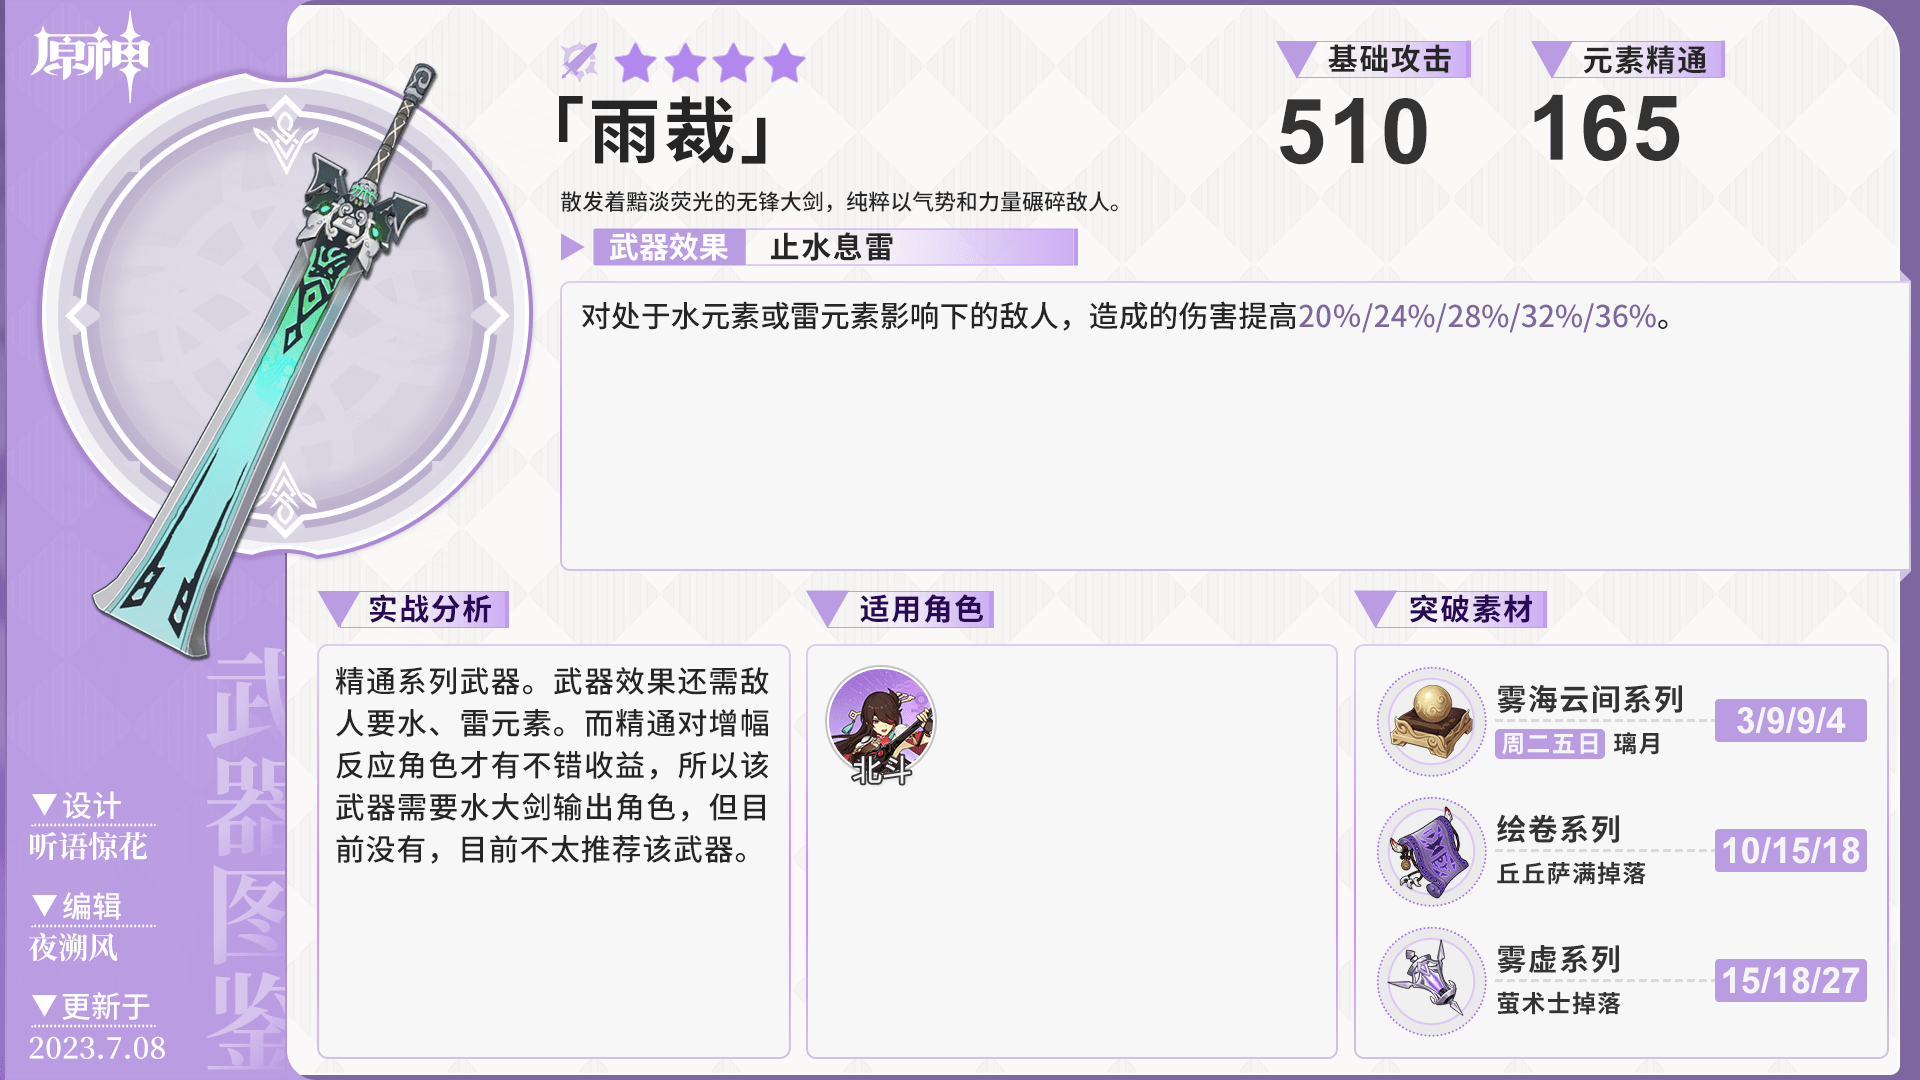 原神
「雨裁」
散发着黯淡荧光的无锋大剑，纯粹以气势和力量碾碎敌人。
基础攻击
510
元素精通
165
武器效果 止水息雷
对处于水元素或雷元素影响下的敌人，造成的伤害提高20%/24%/28%/32%/36%。
实战分析
精通系列武器。武器效果还需敌
人要水、雷元素。而精通对增幅
反应角色才有不错收益，所以该
武器需要水大剑输出角色，但目
前没有，目前不太推荐该武器。
适用角色
北斗
突破素材
雾海云间系列
周二五日 璃月
3/9/9/4
绘卷系列
丘丘萨满掉落
10/15/18
雾虚系列
萤术士掉落
15/18/27
武器图鉴
▼设计
听语惊花
▼编辑
夜溯风
▼更新于
2023.7.08